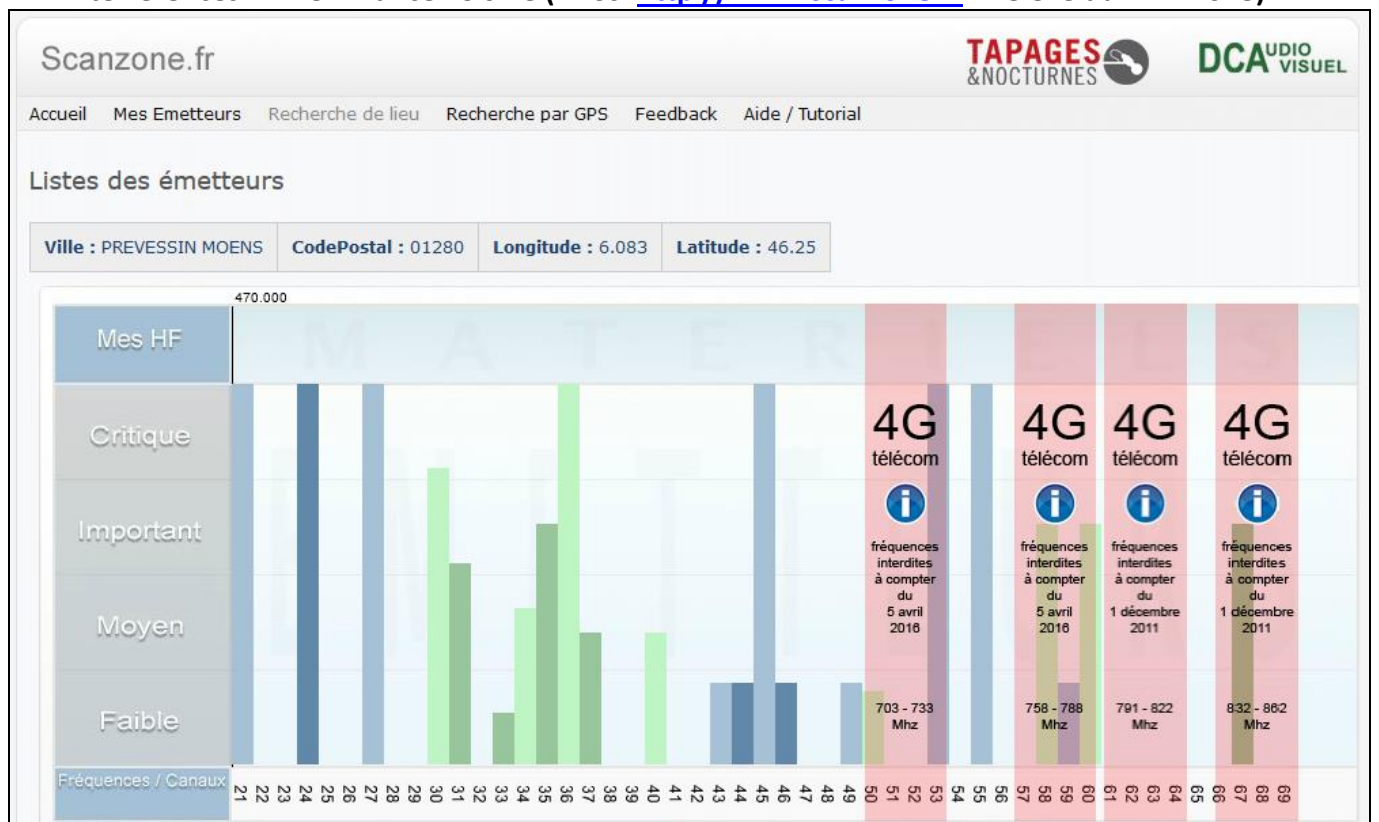 Scanzone.fr
TAPAGES
&NOCTURNES
DCAUDIO
VISUEL
Accueil Mes Emetteurs Recherche de lieu Recherche par GPS Feedback Aide / Tutorial
Listes des émetteurs
Ville : PREVESSIN MOENS CodePostal : 01280 Longitude : 6.083 Latitude : 46.25
470.000
Mes HF
M A T E R I E L S
Critique
Important
Moyen
Faible
4G
télécom
fréquences
interdites
à compter
du
5 avril
2016
703 - 733
Mhz
4G
télécom
fréquences
interdites
à compter
du
5 avril
2016
758 - 788
Mhz
4G
télécom
fréquences
interdites
à compter
du
1 décembre
2011
791 - 822
Mhz
4G
télécom
fréquences
interdites
à compter
du
1 décembre
2011
832 - 862
Mhz
Fréquences / Canaux
21 22 23 24 25 26 27 28 29 30 31 32 33 34 35 36 37 38 39 40 41 42 43 44 45 46 47 48 49 50 51 52 53 54 55 56 57 58 59 60 61 62 63 64 65 66 67 68 69